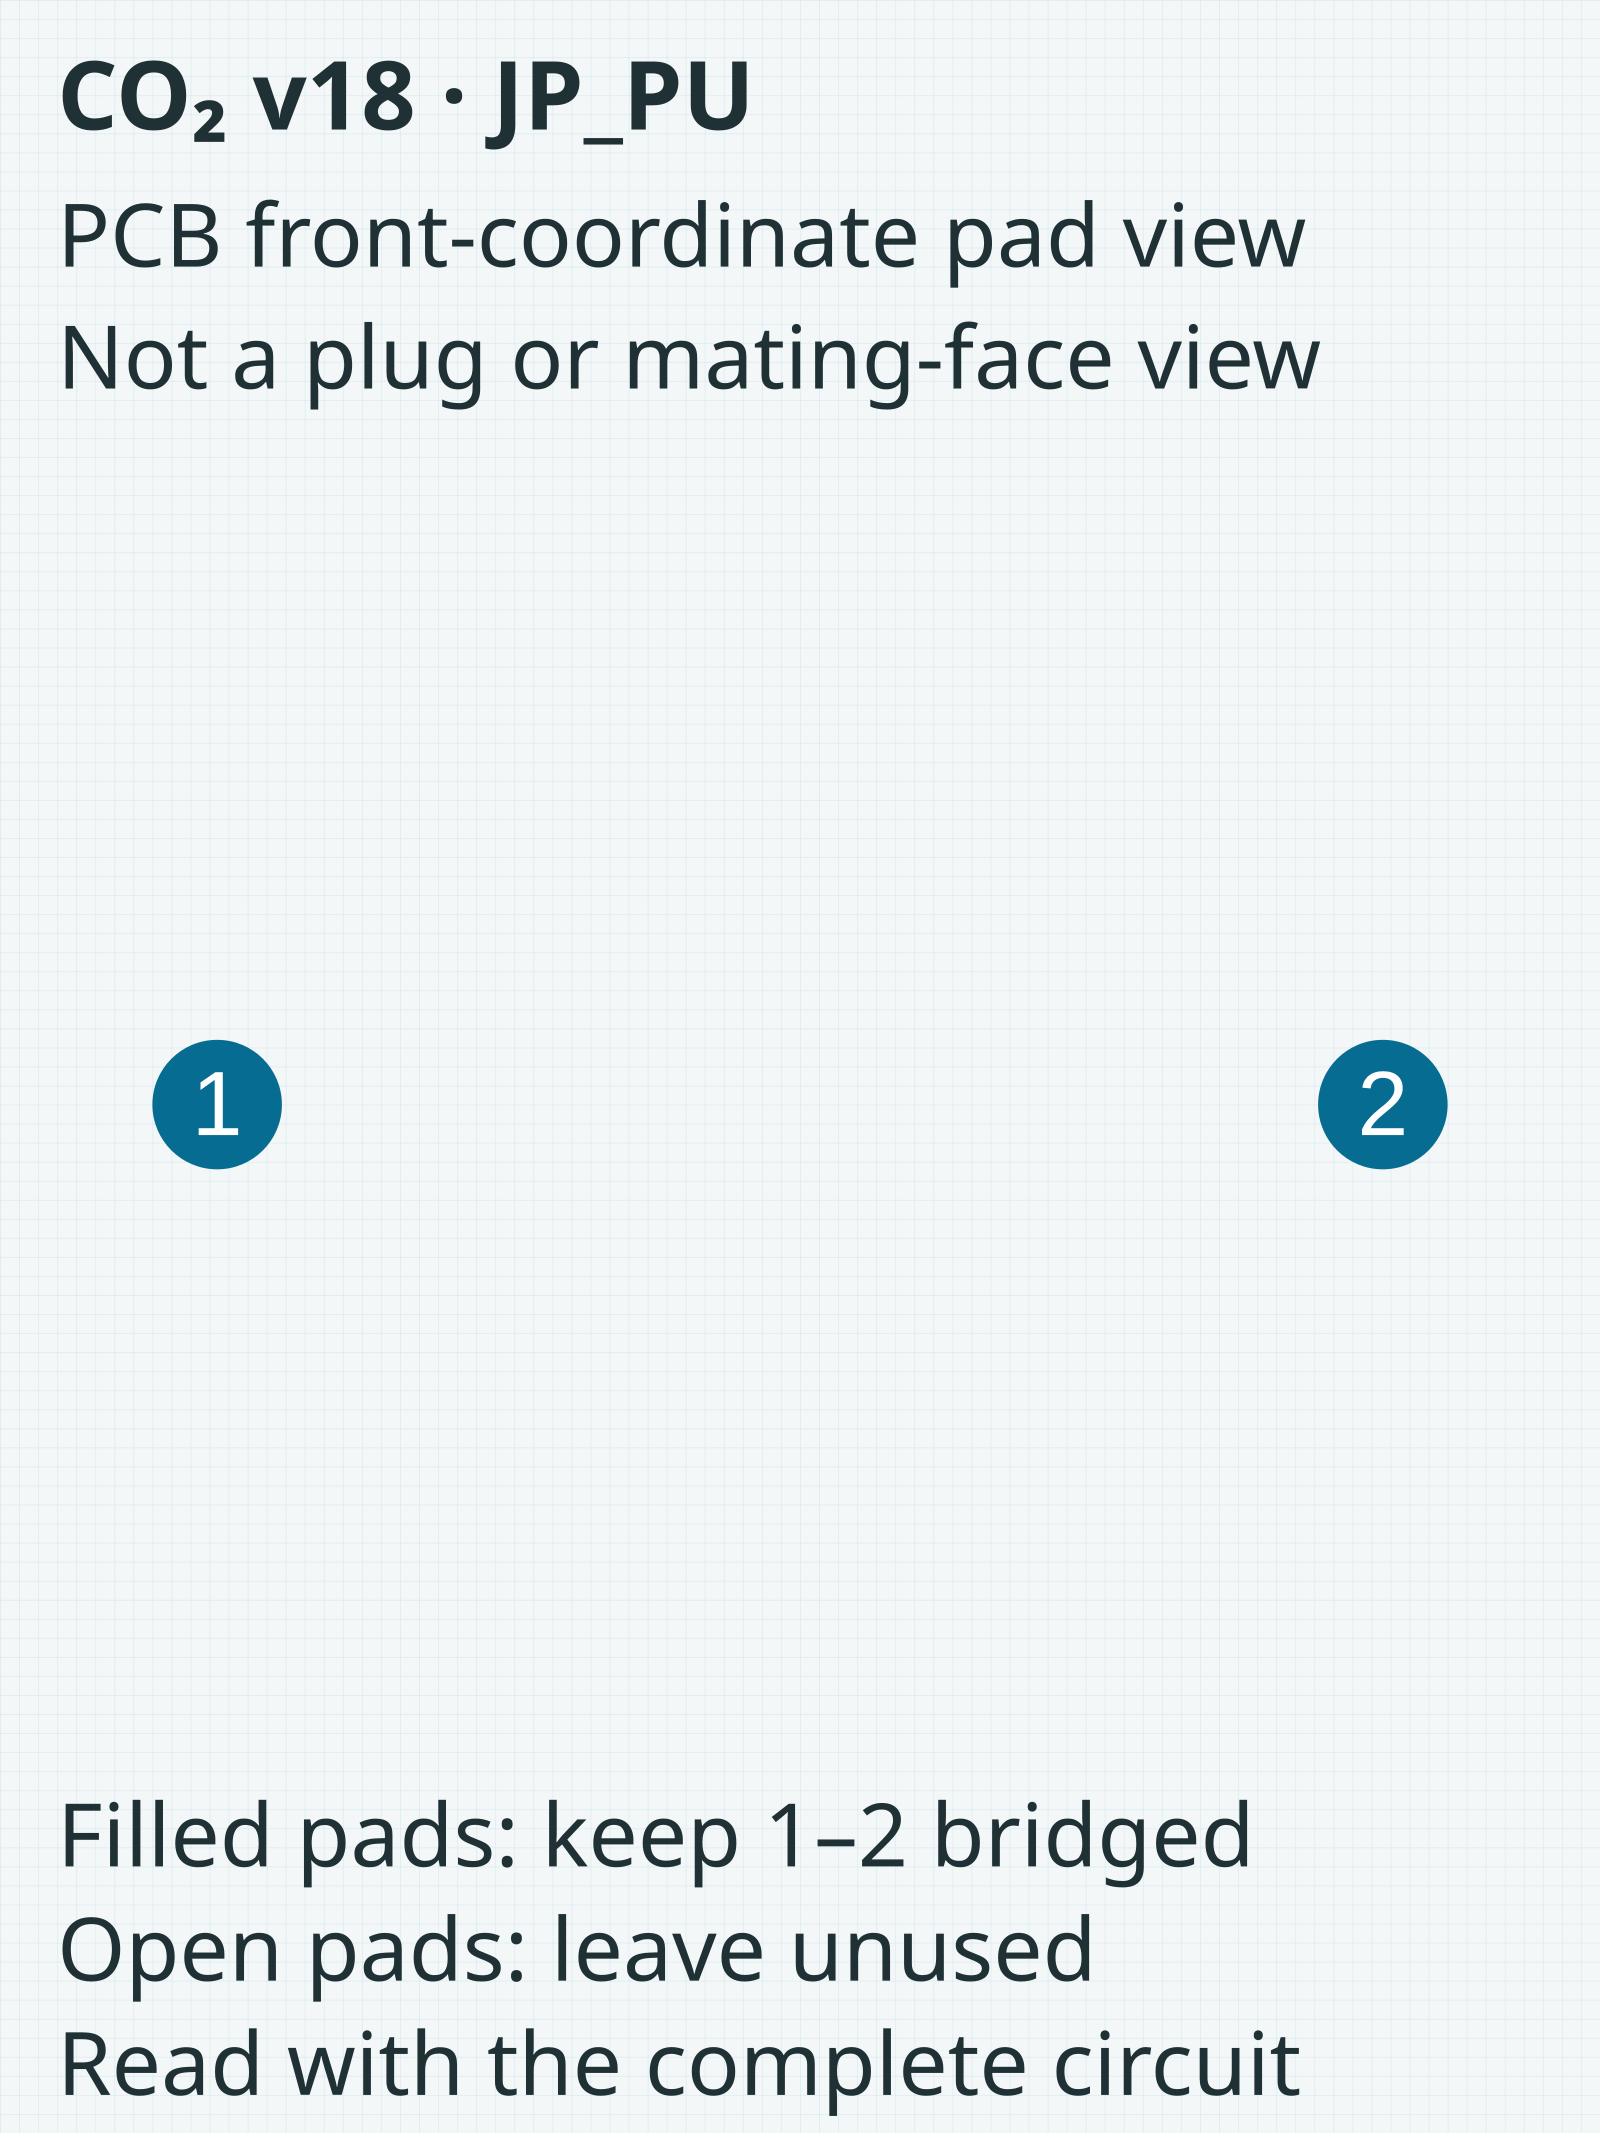 CO₂ v18 · JP_PU
PCB front-coordinate pad view
Not a plug or mating-face view
1 2
Filled pads: keep 1–2 bridged
Open pads: leave unused
Read with the complete circuit